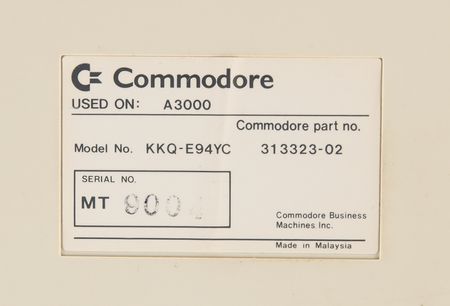 Commodore
USED ON: A3000
Commodore part no.
Model No. KKQ-E94YC 313323-02
SERIAL NO.
MT
Commodore Business
Machines Inc.
Made in Malaysia